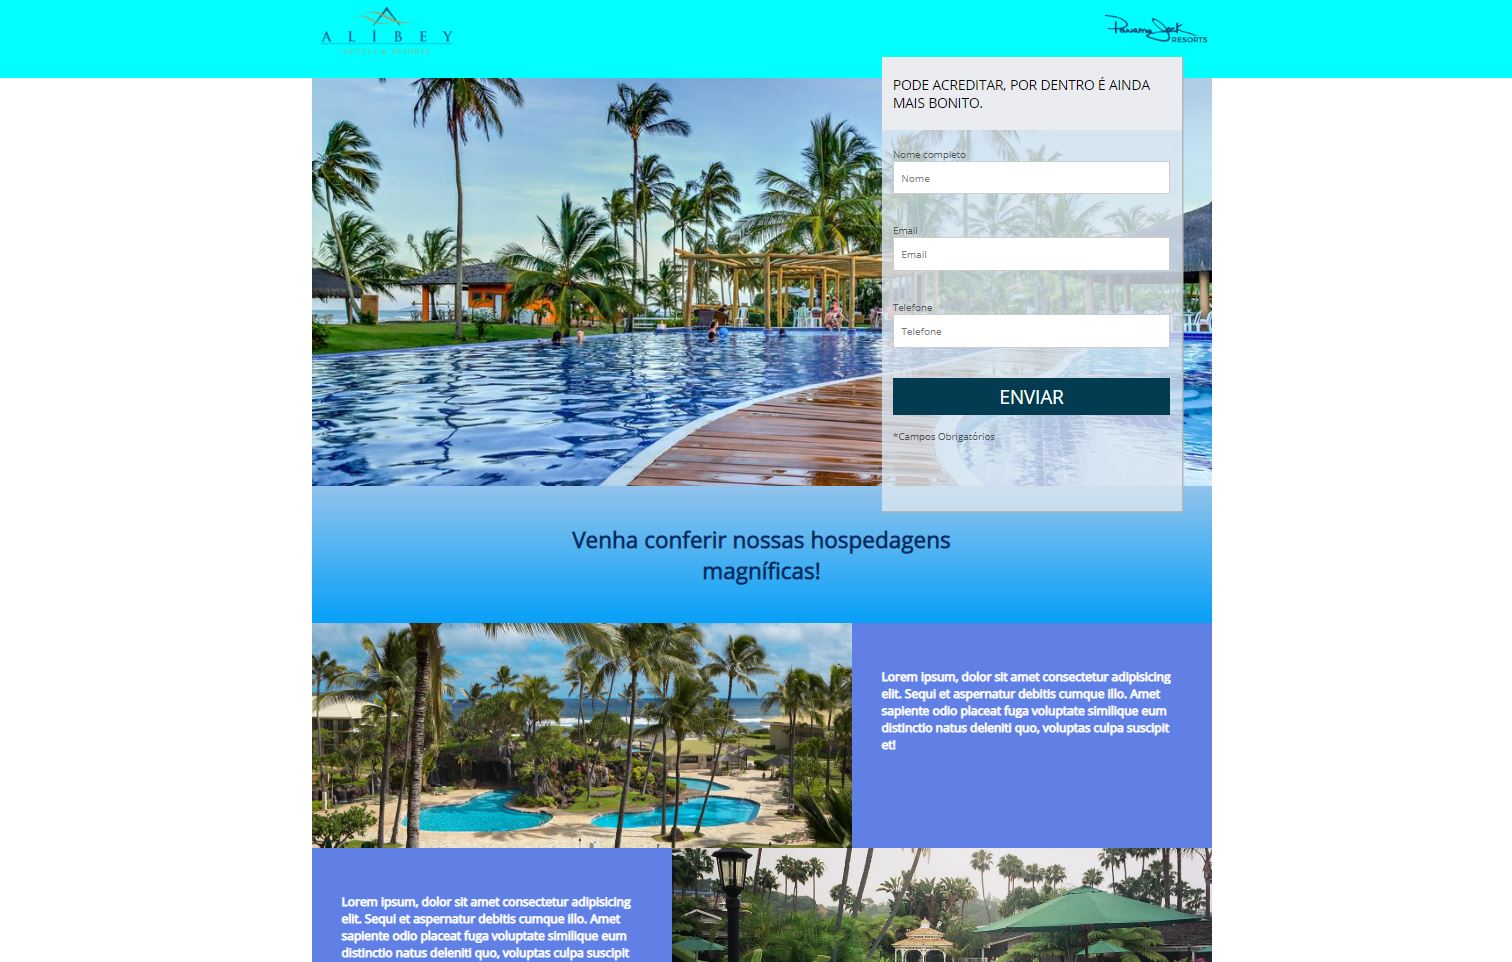 ALIBEY
HOTELS & RESORTS
Panama Jack
RESORTS
PODE ACREDITAR, POR DENTRO É AINDA
MAIS BONITO.
Nome completo
Nome
Email
Email
Telefone
Telefone
ENVIAR
*Campos Obrigatórios
Venha conferir nossas hospedagens
magníficas!
Lorem ipsum, dolor sit amet consectetur adipisicing
elit. Sequi et aspernatur debitis cumque illo. Amet
sapiente odio placeat fuga voluptate similique eum
distinctio natus deleniti quo, voluptas culpa suscipit
et!
Lorem ipsum, dolor sit amet consectetur adipisicing
elit. Sequi et aspernatur debitis cumque illo. Amet
sapiente odio placeat fuga voluptate similique eum
distinctio natus deleniti quo, voluptas culpa suscipit